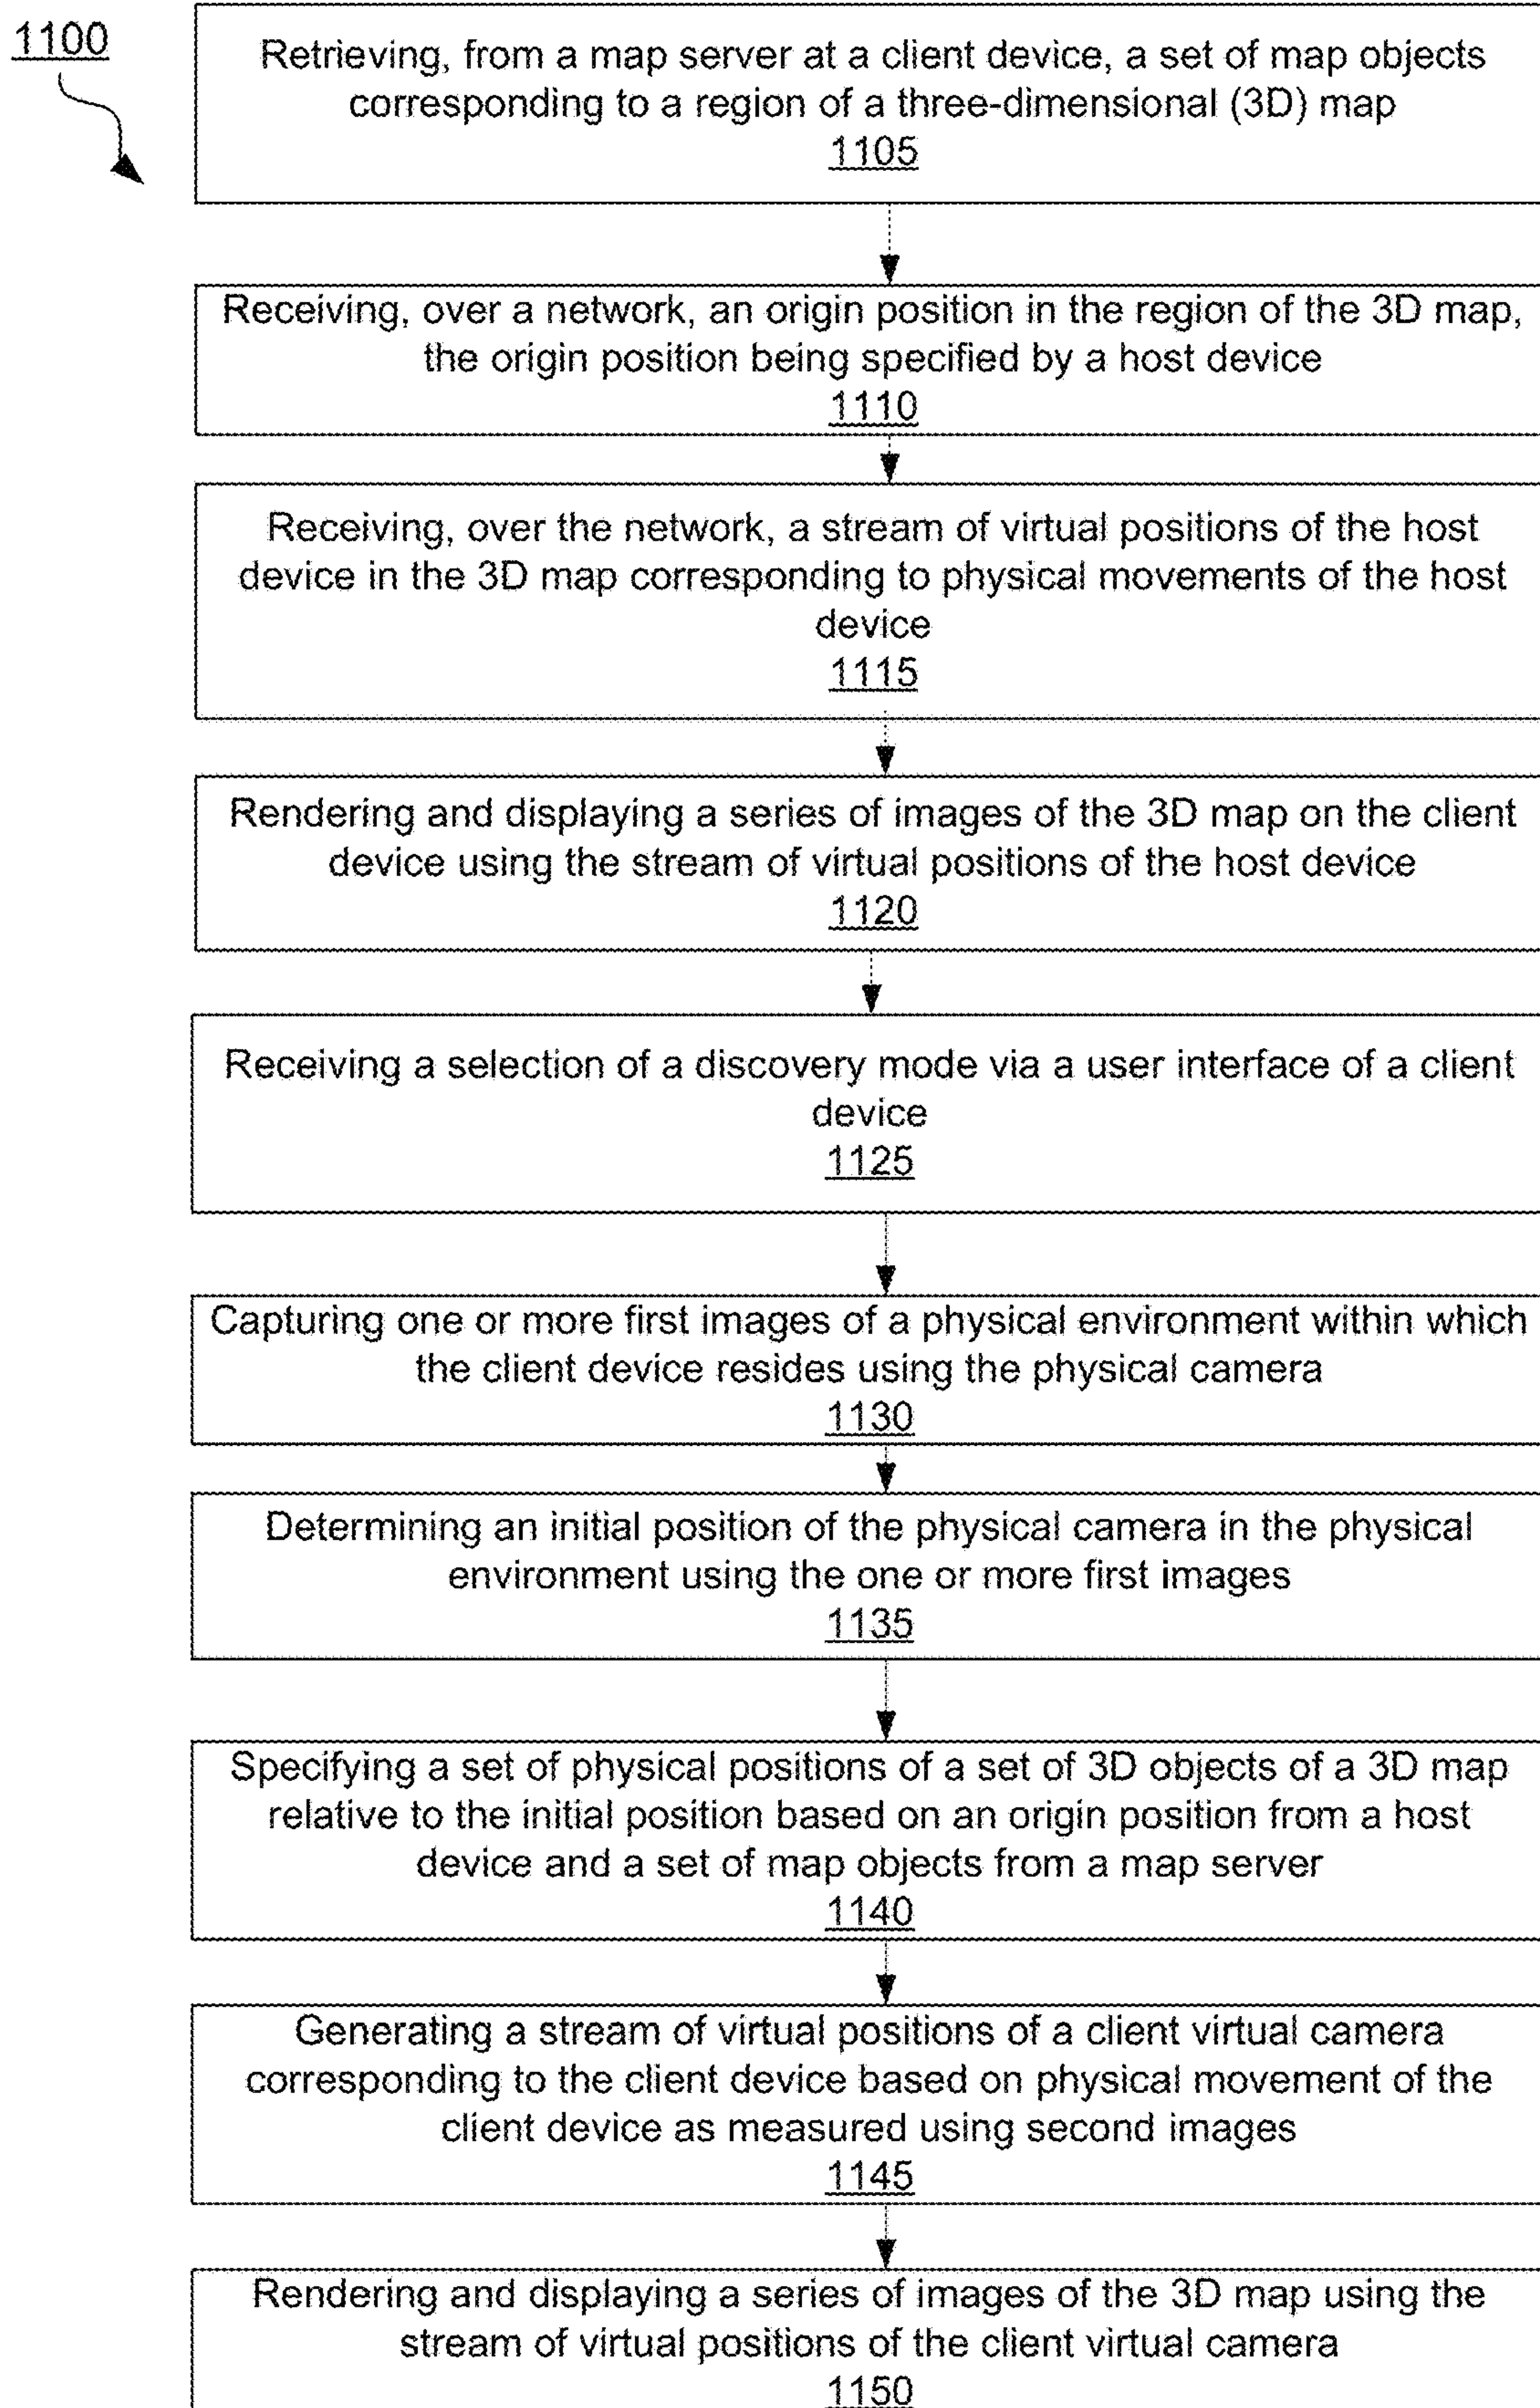 1100
Retrieving, from a map server at a client device, a set of map objects
corresponding to a region of a three-dimensional (3D) map
1105
Receiving, over a network, an origin position in the region of the 3D map,
the origin position being specified by a host device
1110
Receiving, over the network, a stream of virtual positions of the host
device in the 3D map corresponding to physical movements of the host
device
1115
Rendering and displaying a series of images of the 3D map on the client
device using the stream of virtual positions of the host device
1120
Receiving a selection of a discovery mode via a user interface of a client
device
1125
Capturing one or more first images of a physical environment within which
the client device resides using the physical camera
1130
Determining an initial position of the physical camera in the physical
environment using the one or more first images
1135
Specifying a set of physical positions of a set of 3D objects of a 3D map
relative to the initial position based on an origin position from a host
device and a set of map objects from a map server
1140
Generating a stream of virtual positions of a client virtual camera
corresponding to the client device based on physical movement of the
client device as measured using second images
1145
Rendering and displaying a series of images of the 3D map using the
stream of virtual positions of the client virtual camera
1150